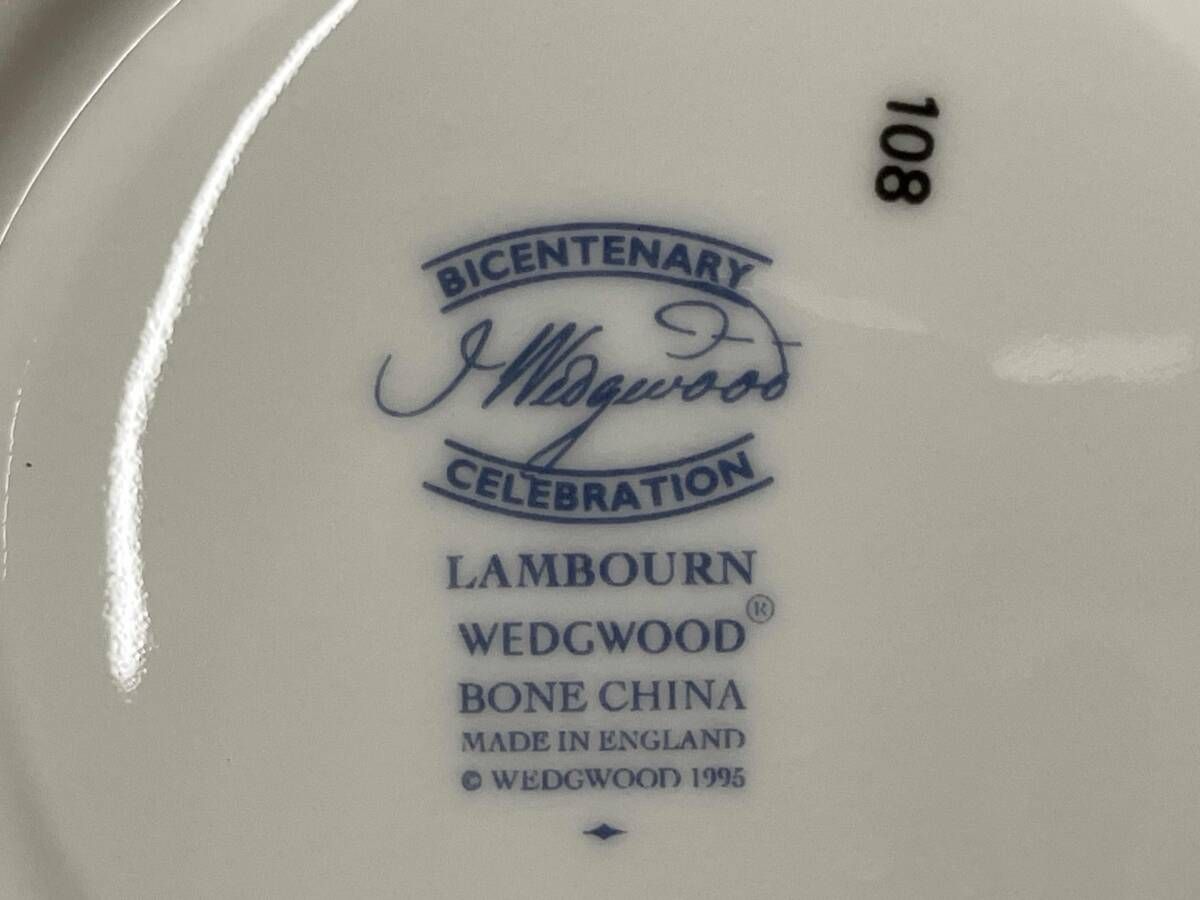 108
BICENTENARY
J Wedgwood
CELEBRATION
LAMBOURN
WEDGWOOD®
BONE CHINA
MADE IN ENGLAND
© WEDGWOOD 1995